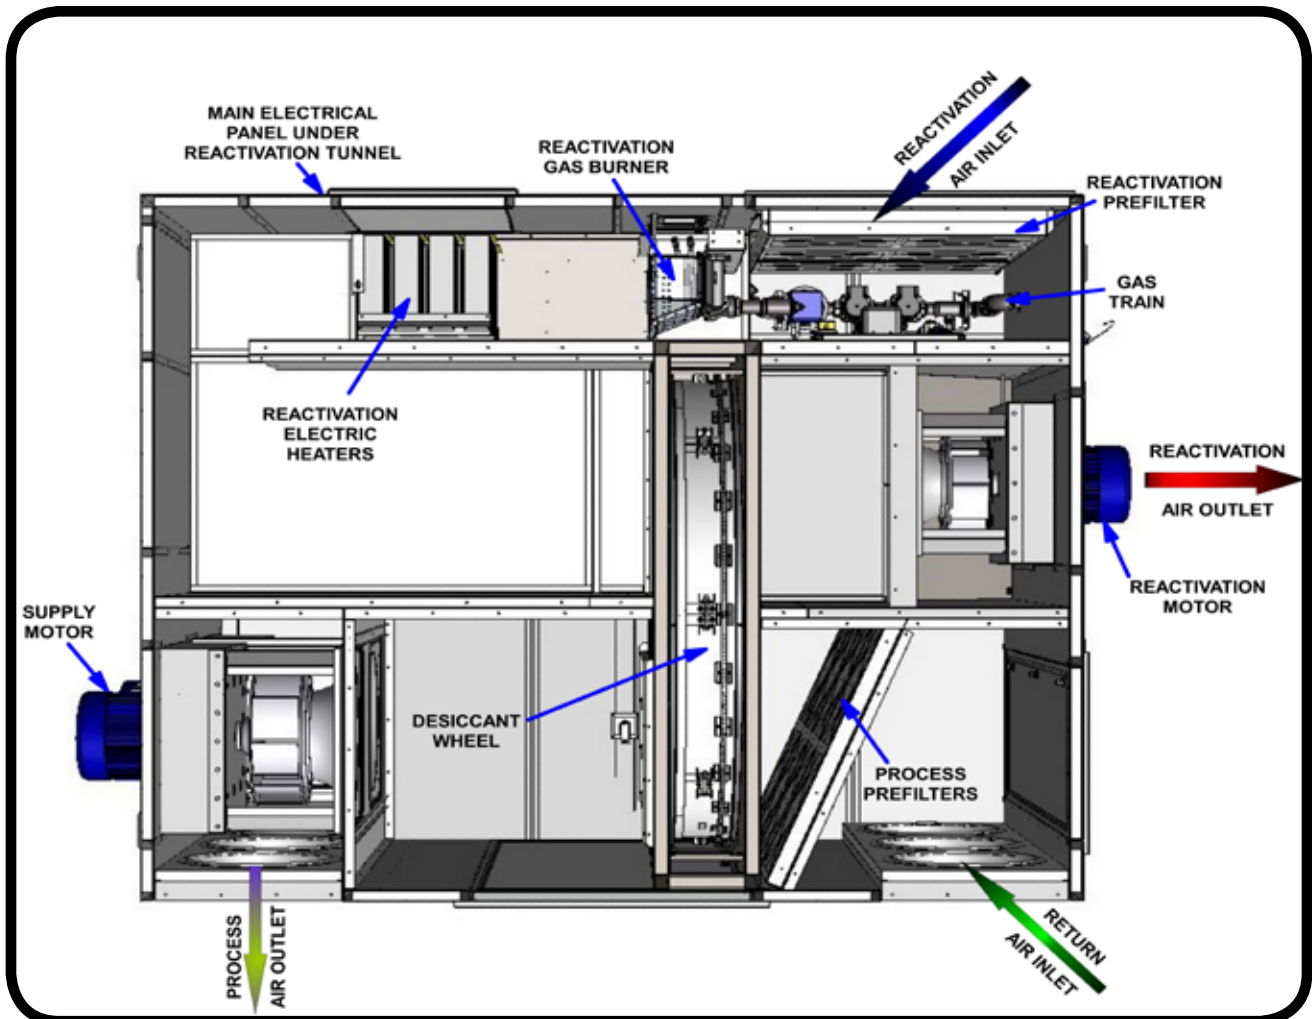 MAIN ELECTRICAL
PANEL UNDER
REACTIVATION TUNNEL
REACTIVATION
GAS BURNER
REACTIVATION
AIR INLET
REACTIVATION
PREFILTER
GAS
TRAIN
REACTIVATION
ELECTRIC
HEATERS
REACTIVATION
AIR OUTLET
REACTIVATION
MOTOR
SUPPLY
MOTOR
DESICCANT
WHEEL
PROCESS
PREFILTERS
PROCESS
AIR OUTLET
RETURN
AIR INLET